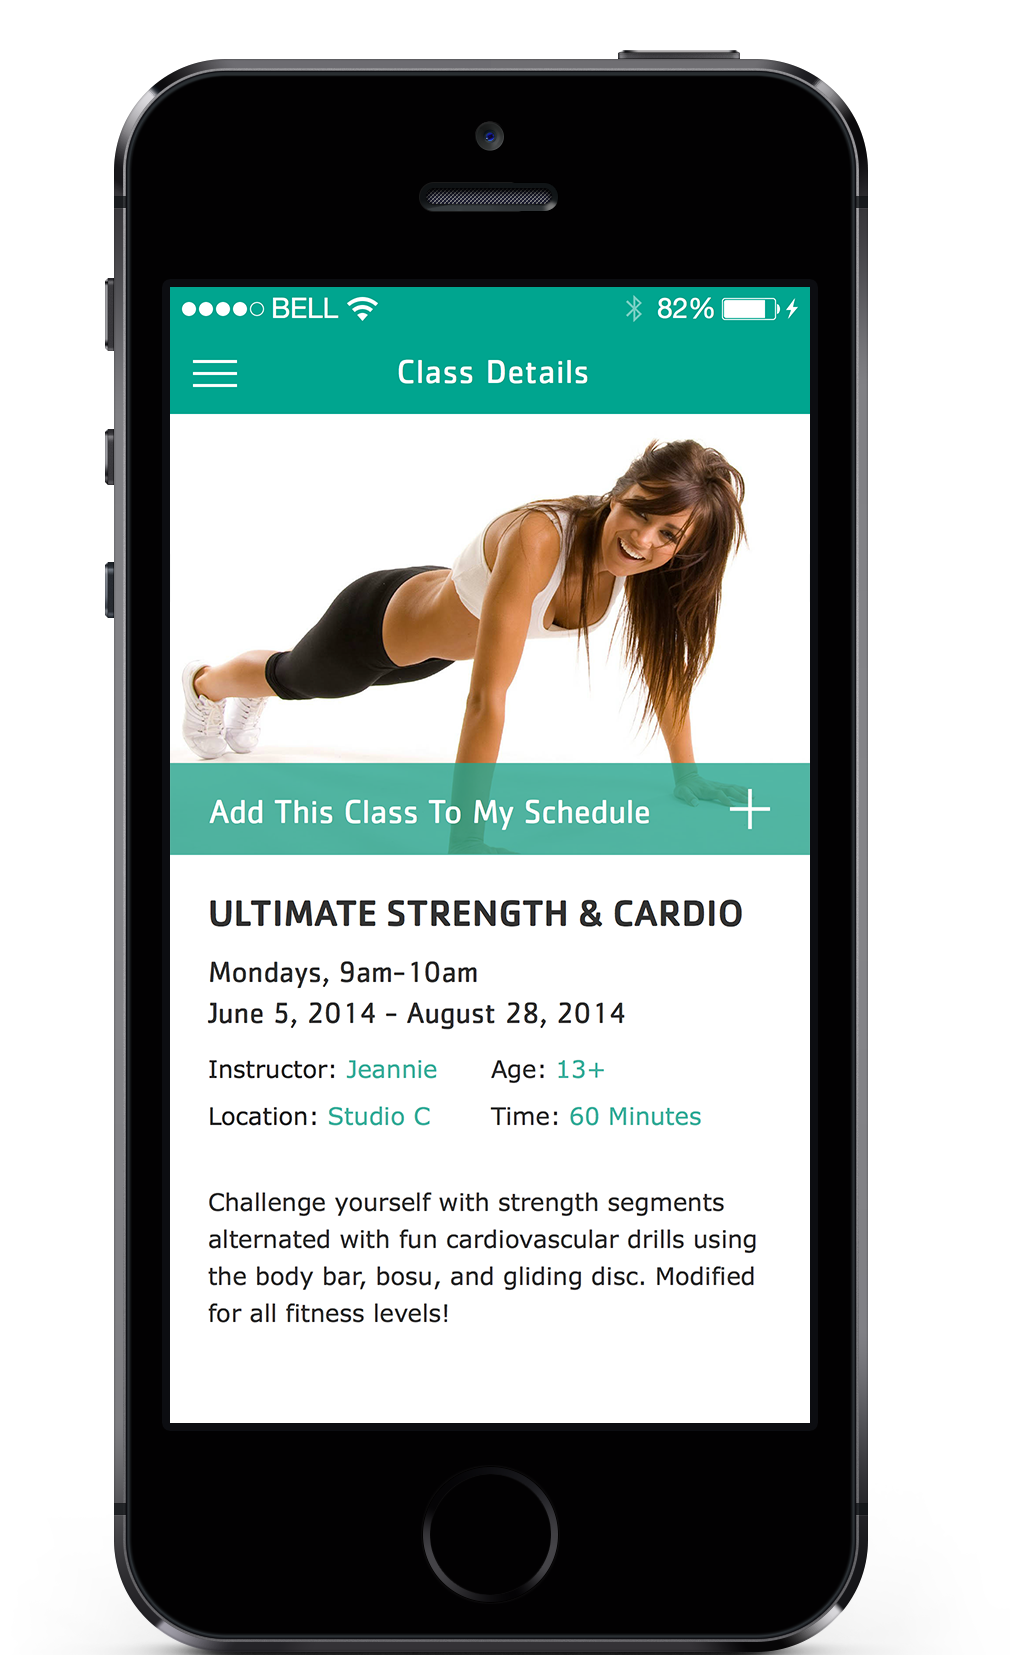 BELL 82%
Class Details
Add This Class To My Schedule
ULTIMATE STRENGTH & CARDIO
Mondays, 9am-10am
June 5, 2014 - August 28, 2014
Instructor: Jeannie Age: 13+
Location: Studio C Time: 60 Minutes
Challenge yourself with strength segments
alternated with fun cardiovascular drills using
the body bar, bosu, and gliding disc. Modified
for all fitness levels!